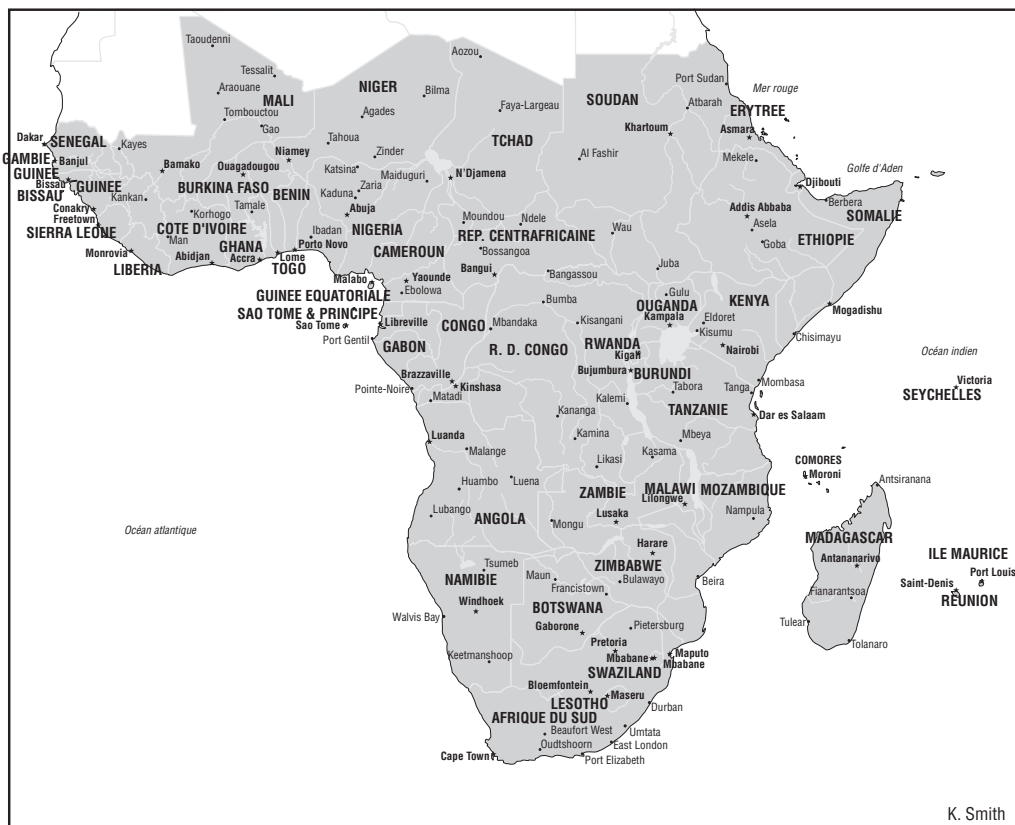 Taoudenni
Aozou
Tessalit
Port Sudan
Araouane
NIGER
Bilma
Mer rouge
MALI
SOUDAN
Faya-Largeau
Atbarah
ERYTREE
Tombouctou
Agades
Gao
Khartoum
Asmara
Dakar
SENEGAL
Kayes
Tahoua
TCHAD
Niamey
Zinder
Al Fashir
Mekele
GAMBIE
Banjul
Golfe d'Aden
GUINEE
BISSAU
Bissau
GUINEE
Bamako
Ouagadougou
Katsina
Maiduguri
N'Djamena
Djibouti
BURKINA FASO
BENIN
Zaria
Kaduna
Kankan
Berbera
Conakry
Korhogo
Tamale
Abuja
Addis Abbaba
SOMALIE
Freetown
COTE D'IVOIRE
NIGERIA
Moundou
Ndele
Asela
SIERRA LEONE
Man
Ibadan
REP. CENTRAFRICAINE
Wau
ETHIOPIE
Goba
Monrovia
GHANA
Porto Novo
CAMEROUN
Bossangoa
LIBERIA
Abidjan
Accra
Lome
TOGO
Juba
Malabo
Yaounde
Bangui
Bangassou
Ebolowa
GUINEE EQUATORIALE
Gulu
KENYA
Bumba
OUGANDA
Mogadishu
SAO TOME & PRINCIPE
Sao Tome
Libreville
CONGO
Mbandaka
Kisangani
Kampala
Eldoret
Kisumu
Chisimayu
Port Gentil
GABON
R. D. CONGO
RWANDA
Kigali
Nairobi
Océan indien
Brazzaville
Bujumbura
BURUNDI
Kinshasa
Pointe-Noire
Matadi
Tabora
Mombasa
Tanga
Victoria
SEYCHELLES
Kalemi
Kananga
TANZANIE
Dar es Salaam
Luanda
Kamina
Mbeya
Malange
Kasama
Likasi
COMORES
Moroni
Huambo
Luena
Antsiranana
ZAMBIE
MALAWI
MOZAMBIQUE
Lilongwe
Lubango
ANGOLA
Mongu
Lusaka
Nampula
Océan atlantique
MADAGASCAR
Harare
ILE MAURICE
Antananarivo
Tsumeb
ZIMBABWE
Port Louis
NAMIBIE
Maun
Bulawayo
Beira
Saint-Denis
Francistown
Fianarantsoa
REUNION
Windhoek
BOTSWANA
Walvis Bay
Gaborone
Pietersburg
Tulear
Pretoria
Tolanaro
Keetmanshoop
Mbabane
Maputo
Mbabane
SWAZILAND
Bloemfontein
Maseru
LESOTHO
Durban
AFRIQUE DU SUD
Beaufort West
Umtata
Oudtshoorn
East London
Cape Town
Port Elizabeth
K. Smith